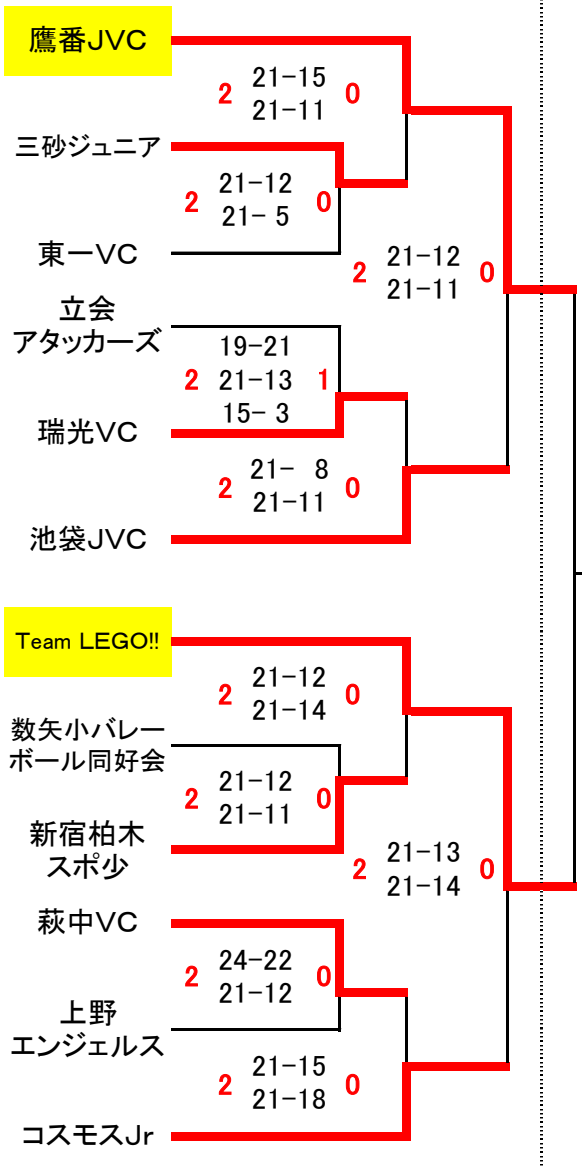 鷹番JVC
2 21-15 0
21-11
三砂ジュニア
2 21-12 0
21- 5
東一VC
2 21-12 0
21-11
立会
アタッカーズ
19-21
2 21-13 1
15- 3
瑞光VC
2 21- 8 0
21-11
池袋JVC
Team LEGO!!
2 21-12 0
21-14
数矢小バレー
ボール同好会
2 21-12 0
21-11
新宿柏木
スポ少
2 21-13 0
21-14
萩中VC
2 24-22 0
21-12
上野
エンジェルス
2 21-15 0
21-18
コスモスJr